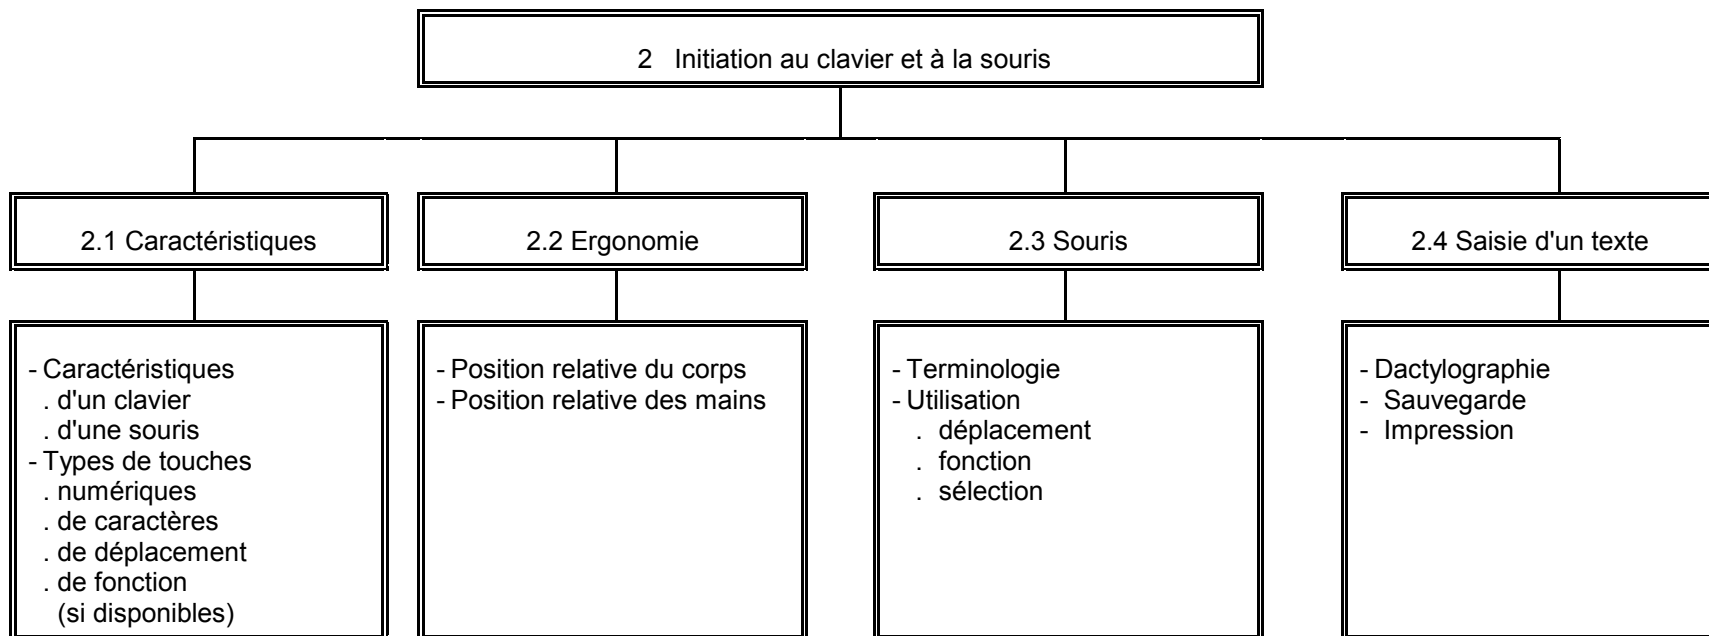 2 Initiation au clavier et à la souris
2.1 Caractéristiques
2.2 Ergonomie
2.3 Souris
2.4 Saisie d'un texte
- Caractéristiques
. d'un clavier
. d'une souris
- Types de touches
. numériques
. de caractères
. de déplacement
. de fonction
(si disponibles)
- Position relative du corps
- Position relative des mains
- Terminologie
- Utilisation
. déplacement
. fonction
. sélection
- Dactylographie
- Sauvegarde
- Impression